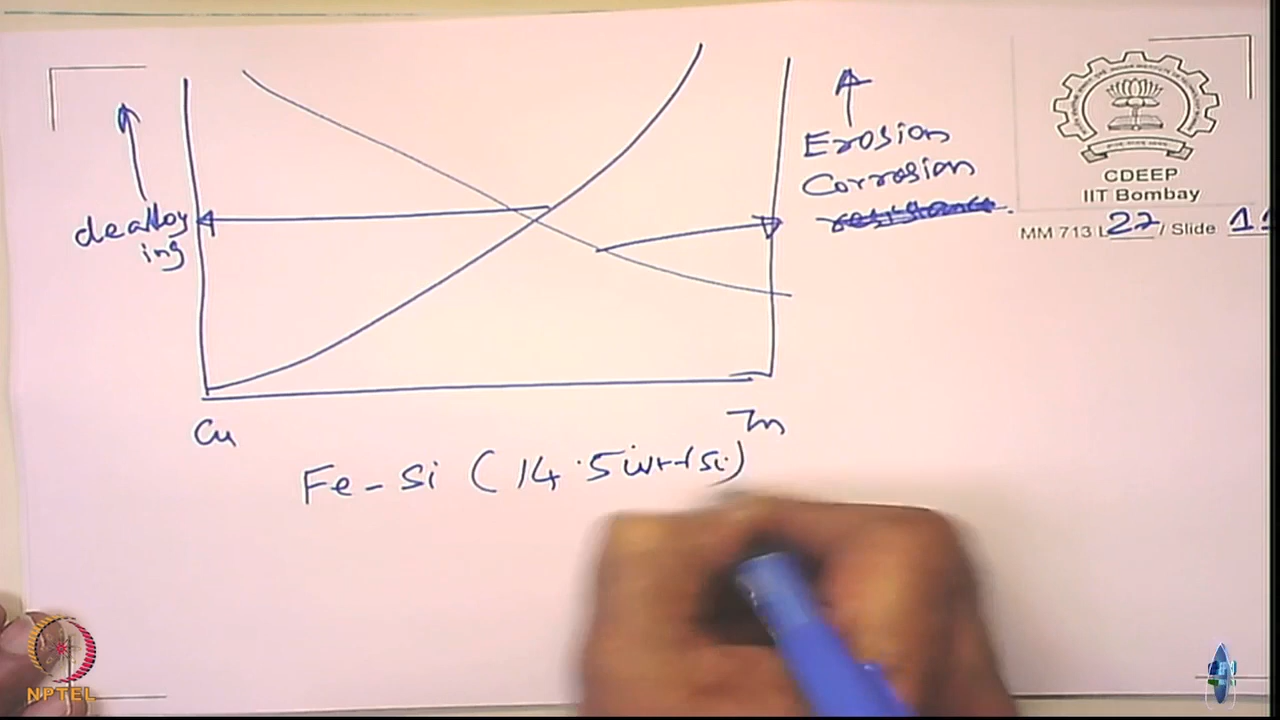 dealloy
ing
Erosion
Corrosion
resistance
Cu
Zn
Fe-Si (14.5 wt% Si)
CDEEP
IIT Bombay
MM 713 L 22 / Slide
NPTEL